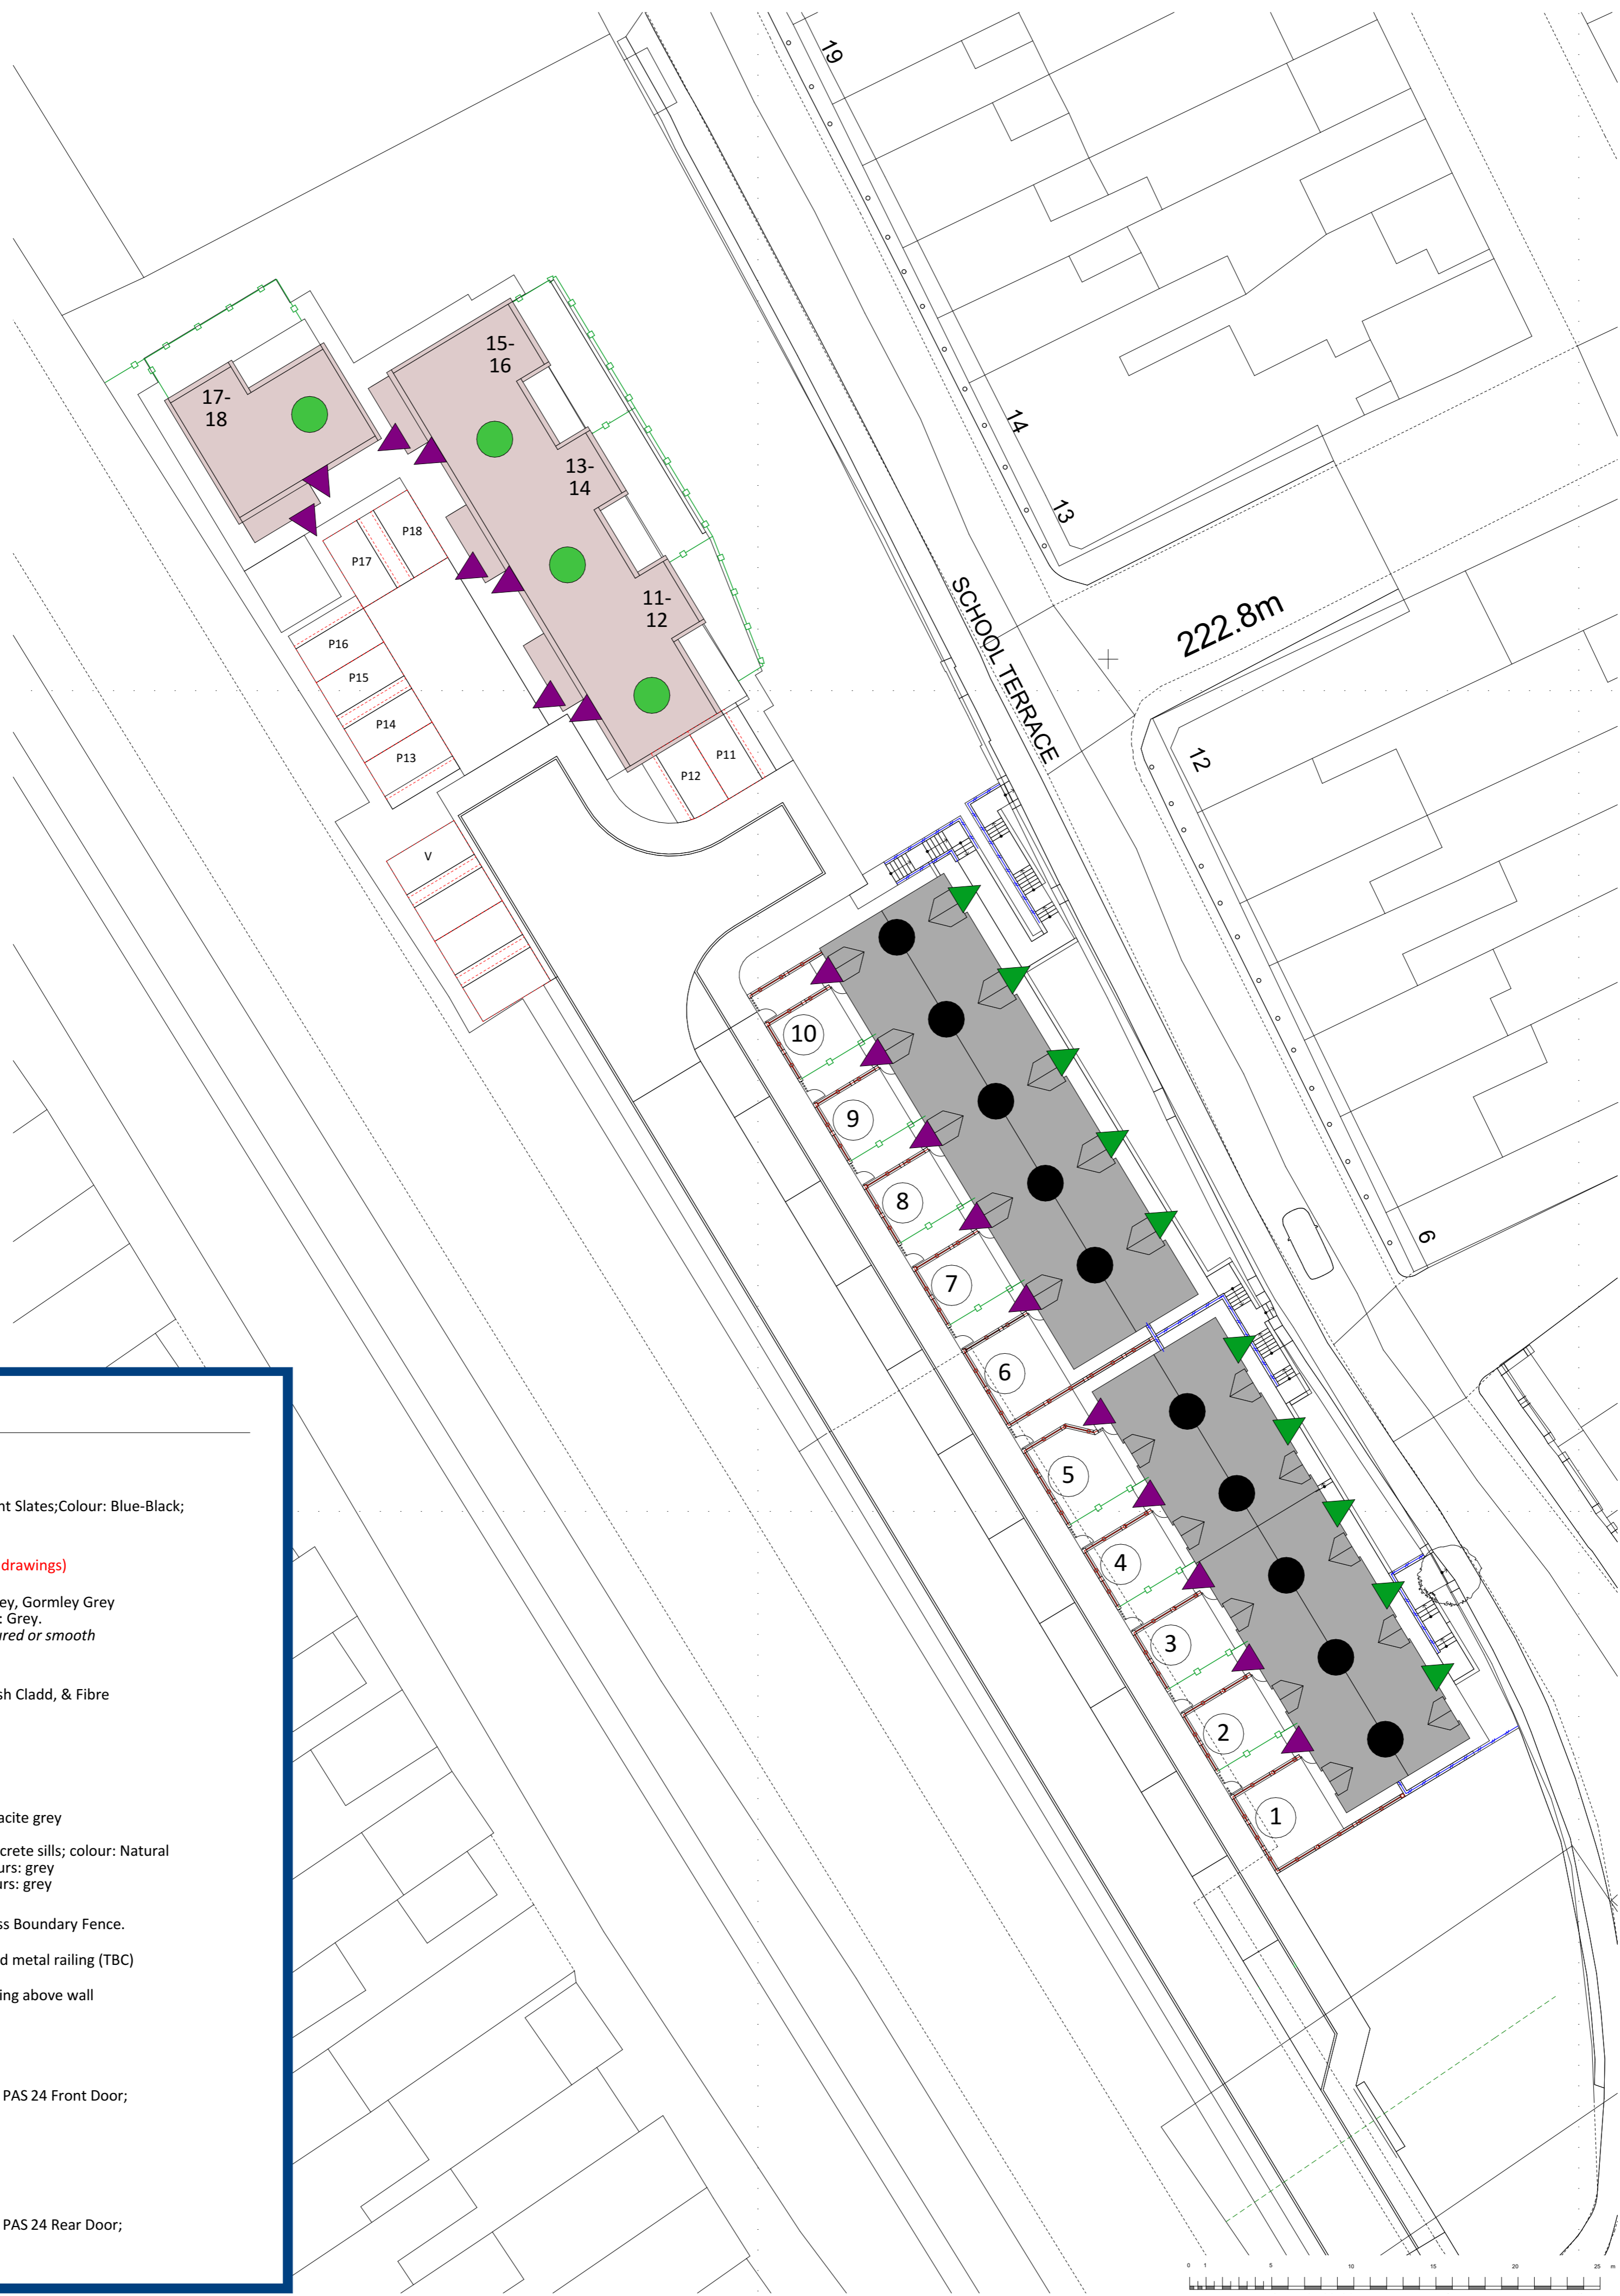 19
15-
16
17-
18
14
13-
14
13
P18
P17
SCHOOL TERRACE
11-
12
222.8m
P16
P15
P14
P13
P11
P12
12
V
10
9
8
6
7
6
5
4
3
2
1
nt Slates;Colour: Blue-Black;
drawings)
ey, Gormley Grey
: Grey.
ured or smooth
sh Cladd, & Fibre
acite grey
crete sills; colour: Natural
urs: grey
urs: grey
ss Boundary Fence.
d metal railing (TBC)
ing above wall
PAS 24 Front Door;
PAS 24 Rear Door;
0 1 5 10 15 20 25 m